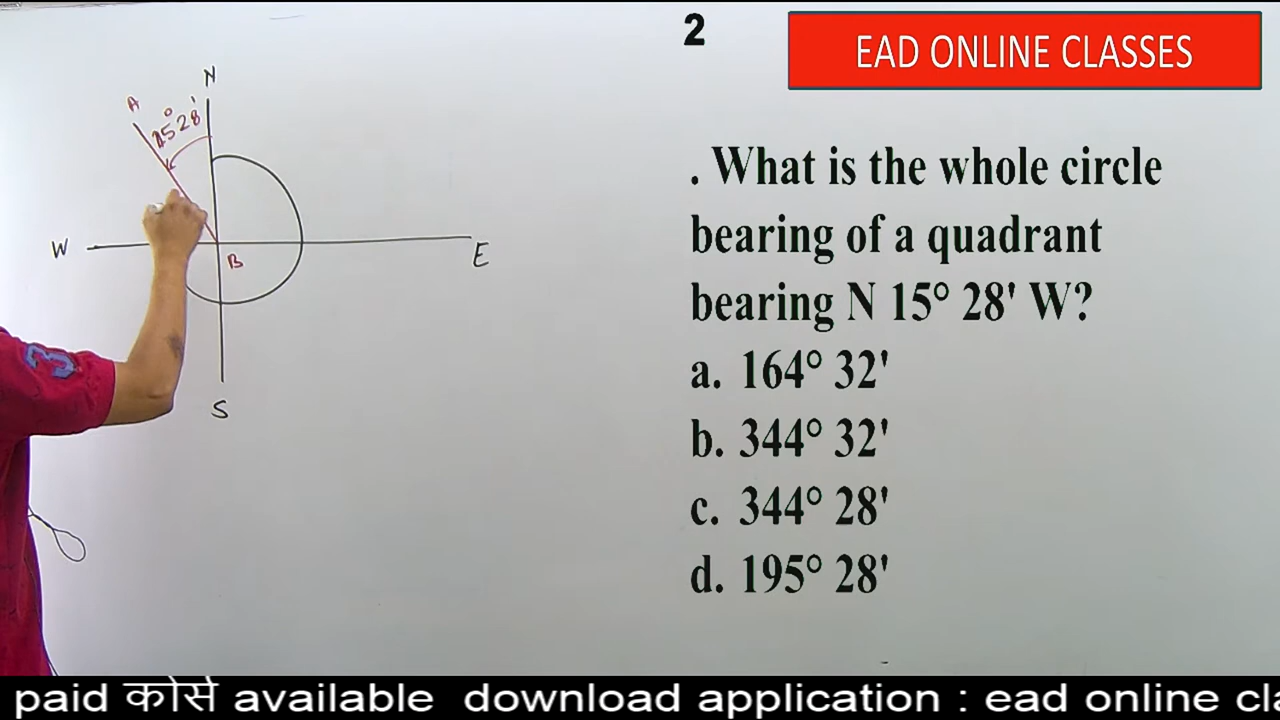 2
EAD ONLINE CLASSES
N
A
15° 28'
W
E
B
S
3
. What is the whole circle
bearing of a quadrant
bearing N 15° 28' W?
a. 164° 32'
b. 344° 32'
c. 344° 28'
d. 195° 28'
paid कोर्स available download application : ead online cla